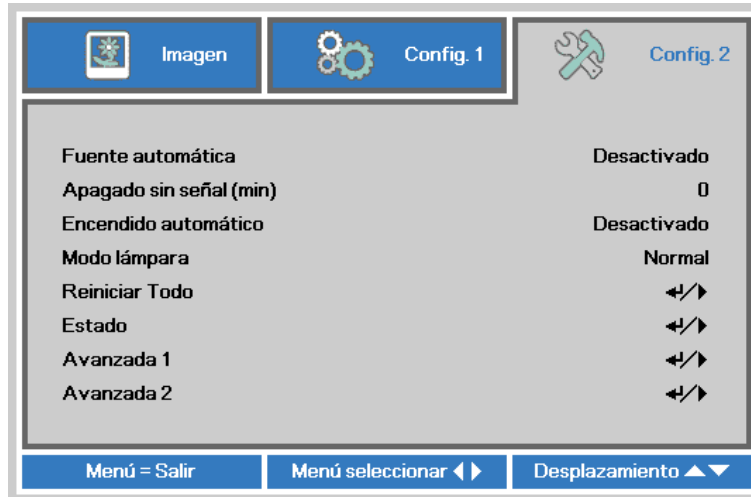 Imagen
Config. 1
Config. 2
Fuente automática Desactivado
Apagado sin señal (min) 0
Encendido automático Desactivado
Modo lámpara Normal
Reiniciar Todo
Estado
Avanzada 1
Avanzada 2
Menú = Salir
Menú seleccionar
Desplazamiento